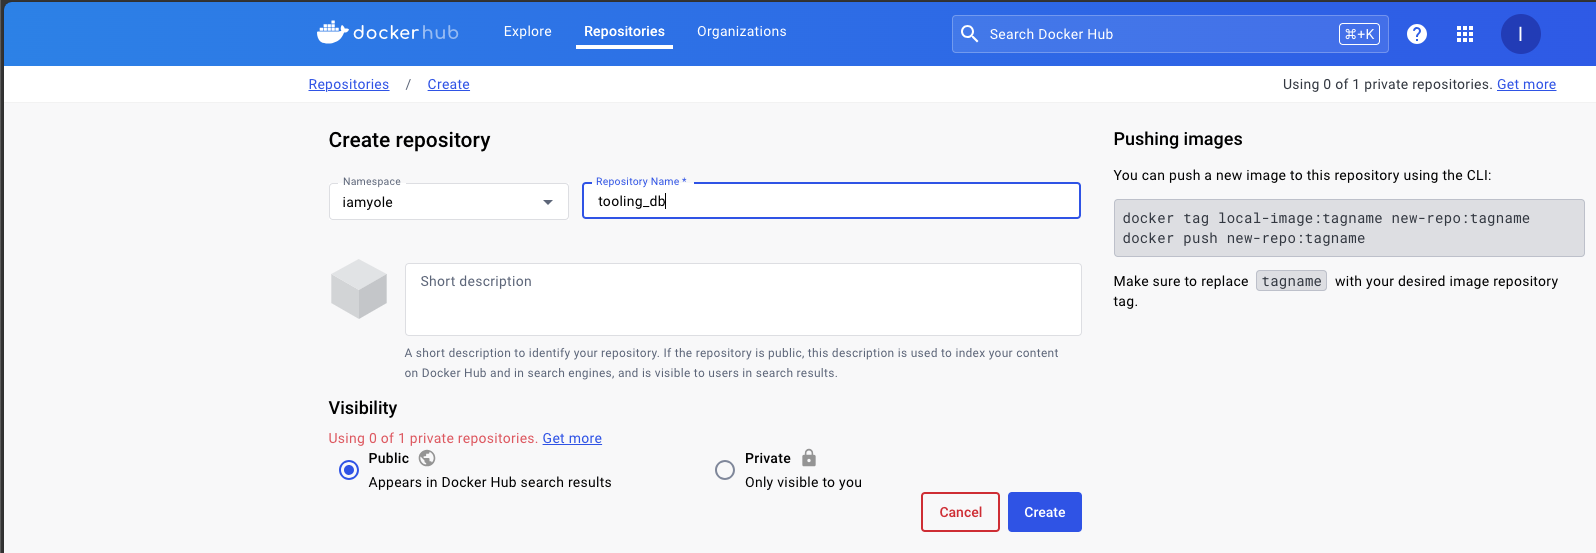 dockerhub
Explore
Repositories
Organizations
Search Docker Hub
⌘+K
?
I
Repositories / Create
Using 0 of 1 private repositories. Get more
Create repository
Namespace
iamyole
Repository Name *
tooling_db
Short description
A short description to identify your repository. If the repository is public, this description is used to index your content
on Docker Hub and in search engines, and is visible to users in search results.
Visibility
Using 0 of 1 private repositories. Get more
Public
Appears in Docker Hub search results
Private
Only visible to you
Cancel
Create
Pushing images
You can push a new image to this repository using the CLI:
docker tag local-image:tagname new-repo:tagname
docker push new-repo:tagname
Make sure to replace tagname with your desired image repository
tag.